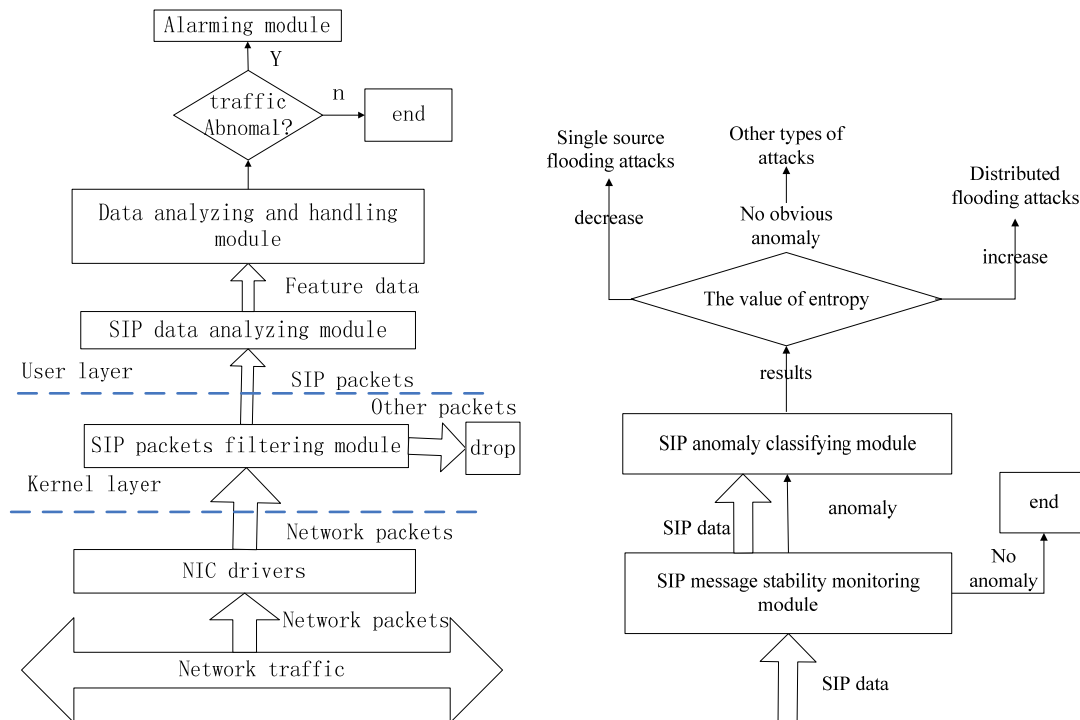 Alarming module
Y
traffic
Abnomal?
n
end
Data analyzing and handling
module
Feature data
SIP data analyzing module
User layer
SIP packets
Other packets
SIP packets filtering module
drop
Kernel layer
Network packets
NIC drivers
Network packets
Network traffic
Single source
flooding attacks
Other types of
attacks
Distributed
flooding attacks
decrease
No obvious
anomaly
increase
The value of entropy
results
SIP anomaly classifying module
SIP data
anomaly
end
SIP message stability monitoring
module
No
anomaly
SIP data